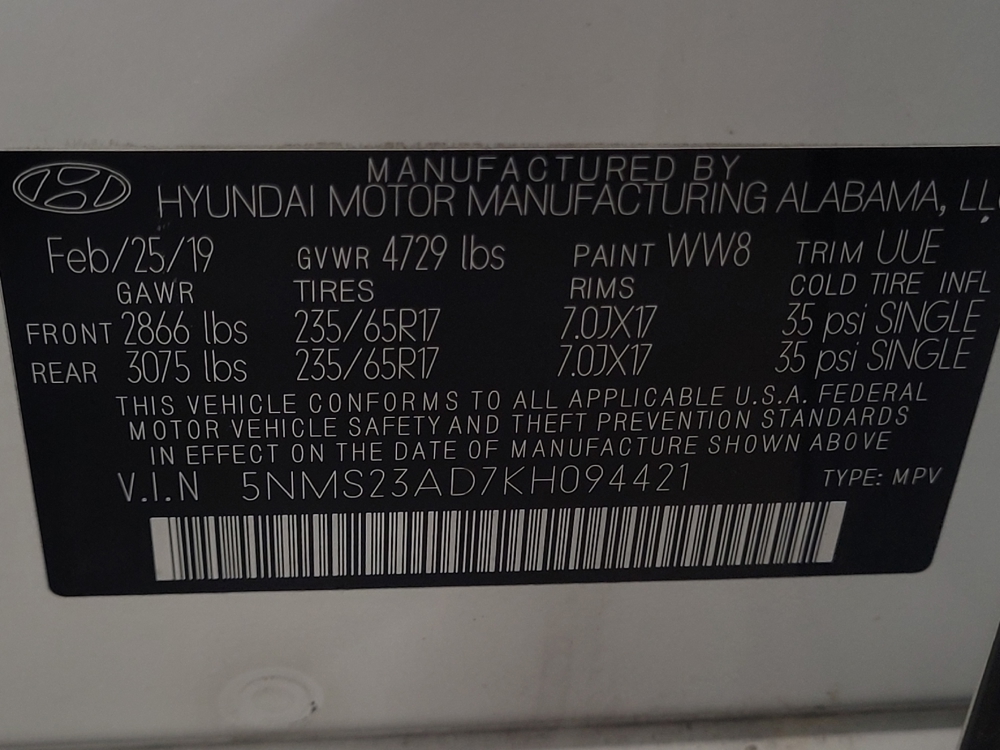 MANUFACTURED BY
HYUNDAI MOTOR MANUFACTURING ALABAMA,
Feb/25/19 GVWR 4729 lbs PAINT WW8 TRIM UUE
GAWR TIRES RIMS COLD TIRE INFL
FRONT 2866 lbs 235/65R17 7.0JX17 35 psi SINGLE
REAR 3075 lbs 235/65R17 7.0JX17 35 psi SINGLE
THIS VEHICLE CONFORMS TO ALL APPLICABLE U.S.A. FEDERAL
MOTOR VEHICLE SAFETY AND THEFT PREVENTION STANDARDS
IN EFFECT ON THE DATE OF MANUFACTURE SHOWN ABOVE
V.I.N 5NMS23AD7KH094421 TYPE: MPV